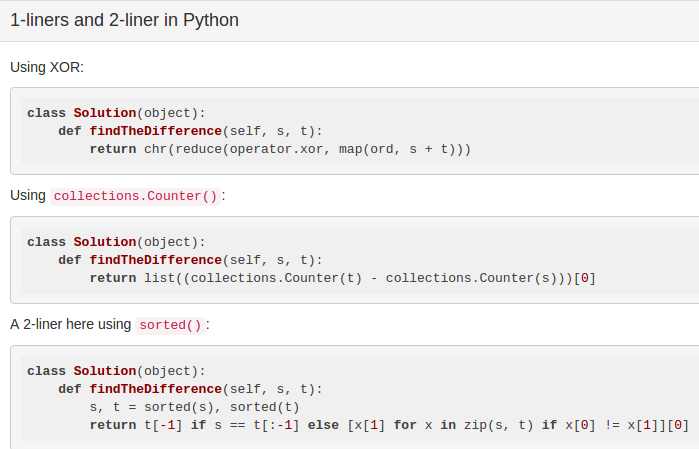 1-liners and 2-liner in Python
Using XOR:
class Solution(object):
    def findTheDifference(self, s, t):
        return chr(reduce(operator.xor, map(ord, s + t)))
Using collections.Counter() :
class Solution(object):
    def findTheDifference(self, s, t):
        return list((collections.Counter(t) - collections.Counter(s)))[0]
A 2-liner here using sorted() :
class Solution(object):
    def findTheDifference(self, s, t):
        s, t = sorted(s), sorted(t)
        return t[-1] if s == t[:-1] else [x[1] for x in zip(s, t) if x[0] != x[1]][0]